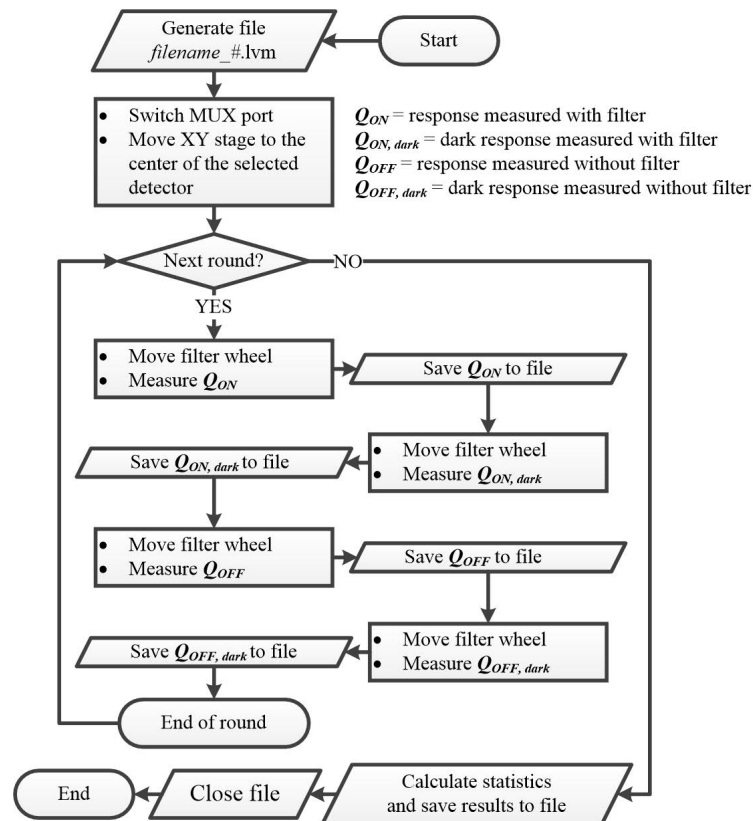 Start
Generate file
filename_#.lvm
• Switch MUX port
• Move XY stage to the
center of the selected
detector
Q_ON = response measured with filter
Q_ON, dark = dark response measured with filter
Q_OFF = response measured without filter
Q_OFF, dark = dark response measured without filter
Next round?
NO
YES
• Move filter wheel
• Measure Q_ON
Save Q_ON to file
• Move filter wheel
• Measure Q_ON, dark
Save Q_ON, dark to file
• Move filter wheel
• Measure Q_OFF
Save Q_OFF to file
• Move filter wheel
• Measure Q_OFF, dark
Save Q_OFF, dark to file
End of round
Calculate statistics
and save results to file
Close file
End